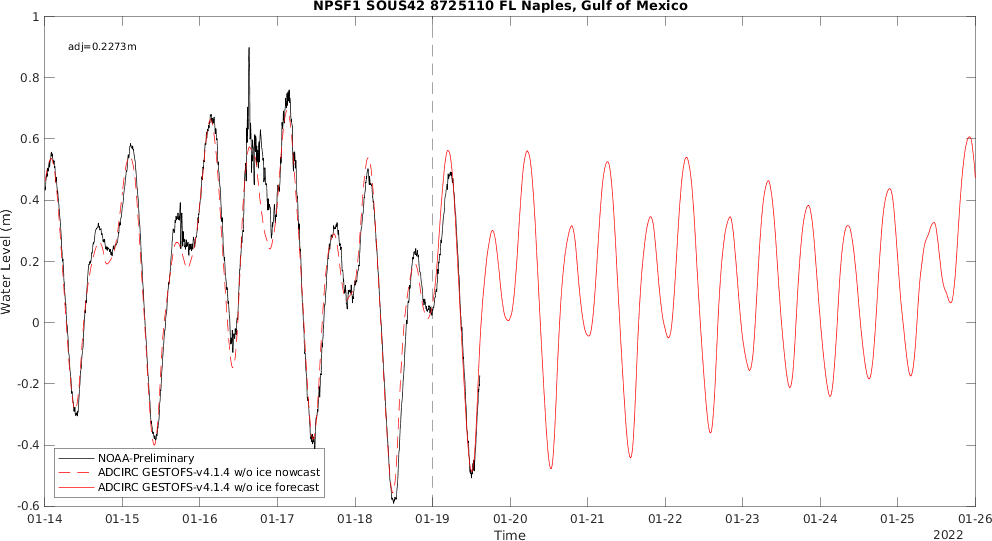 NPSF1 SOUS42 8725110 FL Naples, Gulf of Mexico
adj=0.2273m
1
0.8
0.6
0.4
0.2
0
-0.2
-0.4
-0.6
Water Level (m)
NOAA-Preliminary
ADCIRC GESTOFS-v4.1.4 w/o ice nowcast
ADCIRC GESTOFS-v4.1.4 w/o ice forecast
01-14 01-15 01-16 01-17 01-18 01-19 01-20 01-21 01-22 01-23 01-24 01-25 01-26
Time
2022